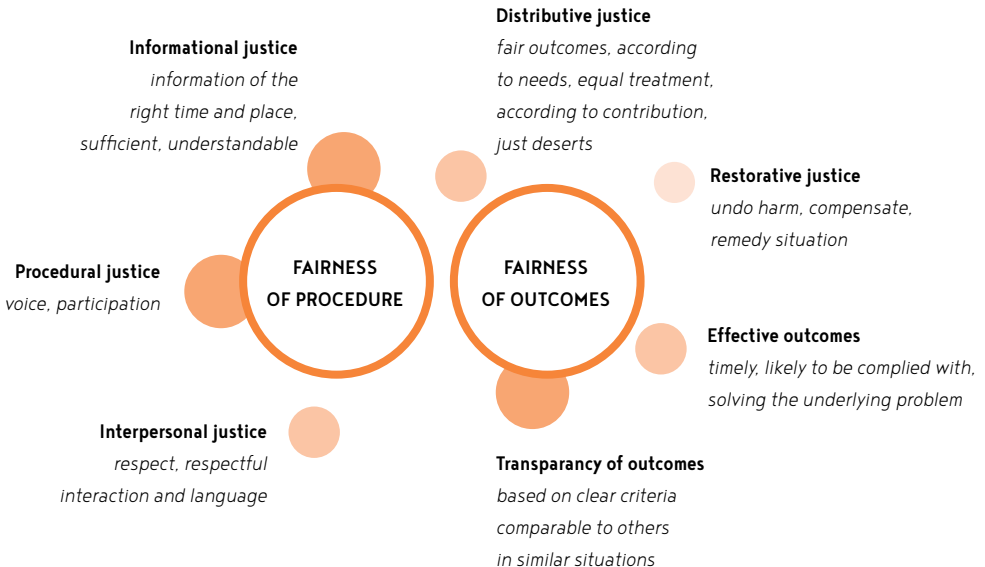 Informational justice
information of the
right time and place,
sufficient, understandable
Procedural justice
voice, participation
Interpersonal justice
respect, respectful
interaction and language
FAIRNESS
OF PROCEDURE
FAIRNESS
OF OUTCOMES
Distributive justice
fair outcomes, according
to needs, equal treatment,
according to contribution,
just deserts
Restorative justice
undo harm, compensate,
remedy situation
Effective outcomes
timely, likely to be complied with,
solving the underlying problem
Transparancy of outcomes
based on clear criteria
comparable to others
in similar situations